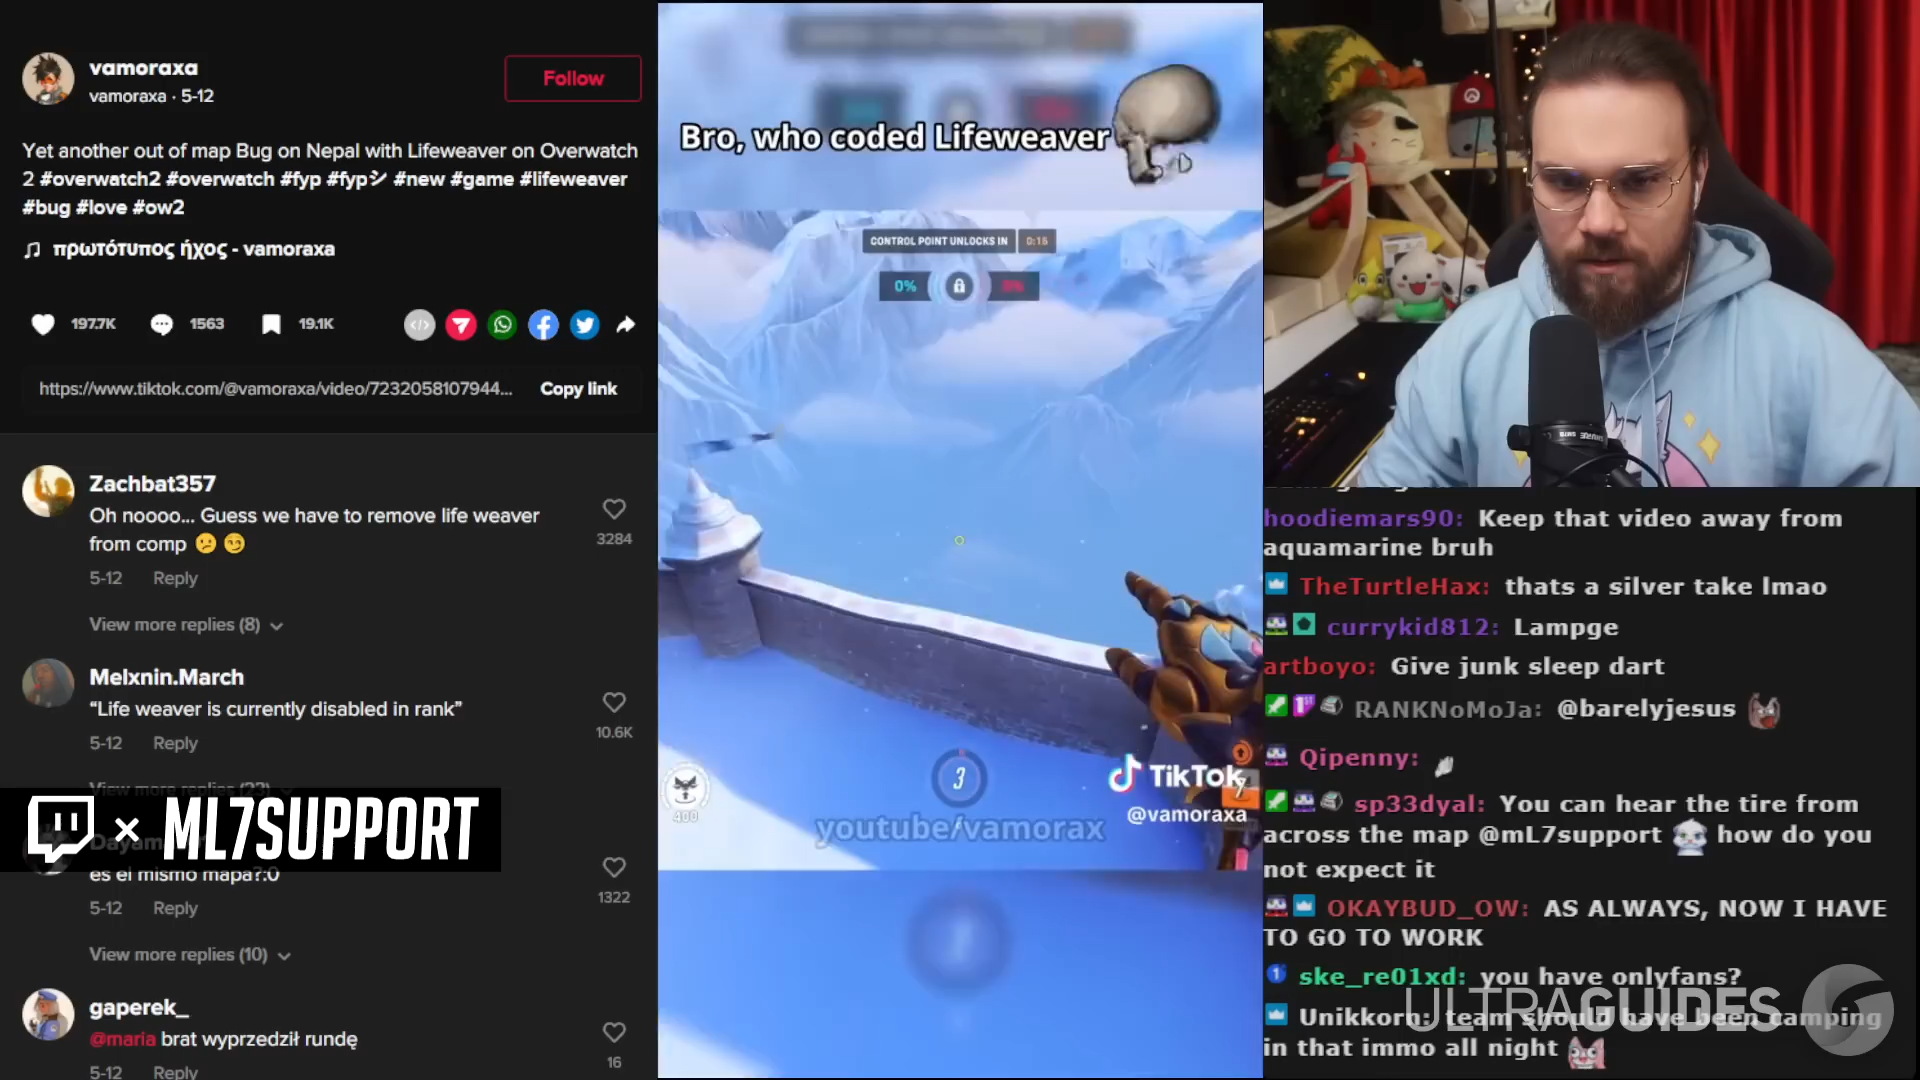 vamoraxa
vamoraxa · 5-12
Follow
Yet another out of map Bug on Nepal with Lifeweaver on Overwatch
2 #overwatch2 #overwatch #fyp #fypシ #new #game #lifeweaver
#bug #love #ow2
πρωτότυπος ήχος - vamoraxa
197.7K
1563
19.1K
https://www.tiktok.com/@vamoraxa/video/7232058107944...
Copy link
Zachbat357
Oh noooo... Guess we have to remove life weaver
from comp 😕 😏
3284
5-12 Reply
View more replies (8)
Melxnin.March
“Life weaver is currently disabled in rank”
10.6K
5-12 Reply
View more replies (23)
× ML7SUPPORT
es el mismo mapa?:0
1322
5-12 Reply
View more replies (10)
gaperek_
@maria brat wyprzedził rundę
16
5-12 Reply
Bro, who coded Lifeweaver
CONTROL POINT UNLOCKS IN 0:15
0%
3
400
TikTok
@vamoraxa
youtube/vamorax
hoodiemars90: Keep that video away from
aquamarine bruh
TheTurtleHax: thats a silver take lmao
currykid812: Lampge
artboyo: Give junk sleep dart
RANKNoMoJa: @barelyjesus
Qipenny:
sp33dyal: You can hear the tire from
across the map @mL7support how do you
not expect it
OKAYBUD_OW: AS ALWAYS, NOW I HAVE
TO GO TO WORK
ske_re01xd: you have onlyfans?
Unikkorn: team should have been camping
in that immo all night
ULTRAGUIDES